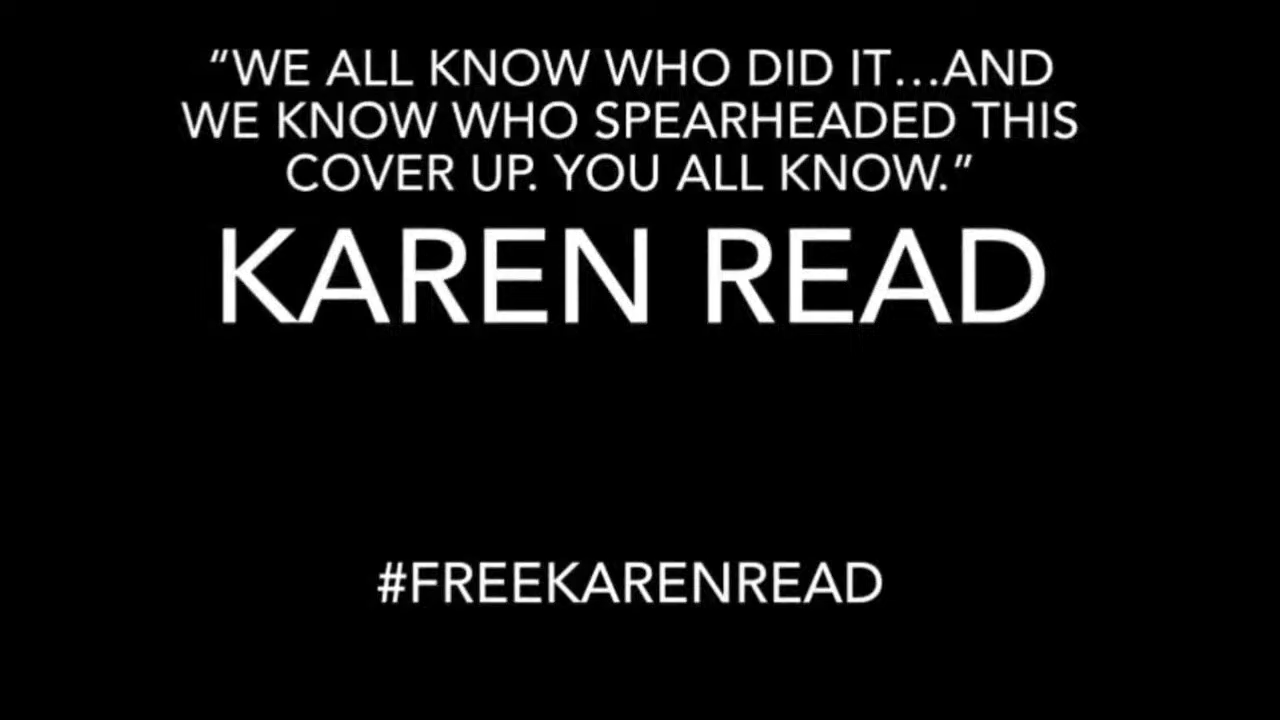 “WE ALL KNOW WHO DID IT…AND
WE KNOW WHO SPEARHEADED THIS
COVER UP. YOU ALL KNOW.”
KAREN READ
#FREEKARENREAD